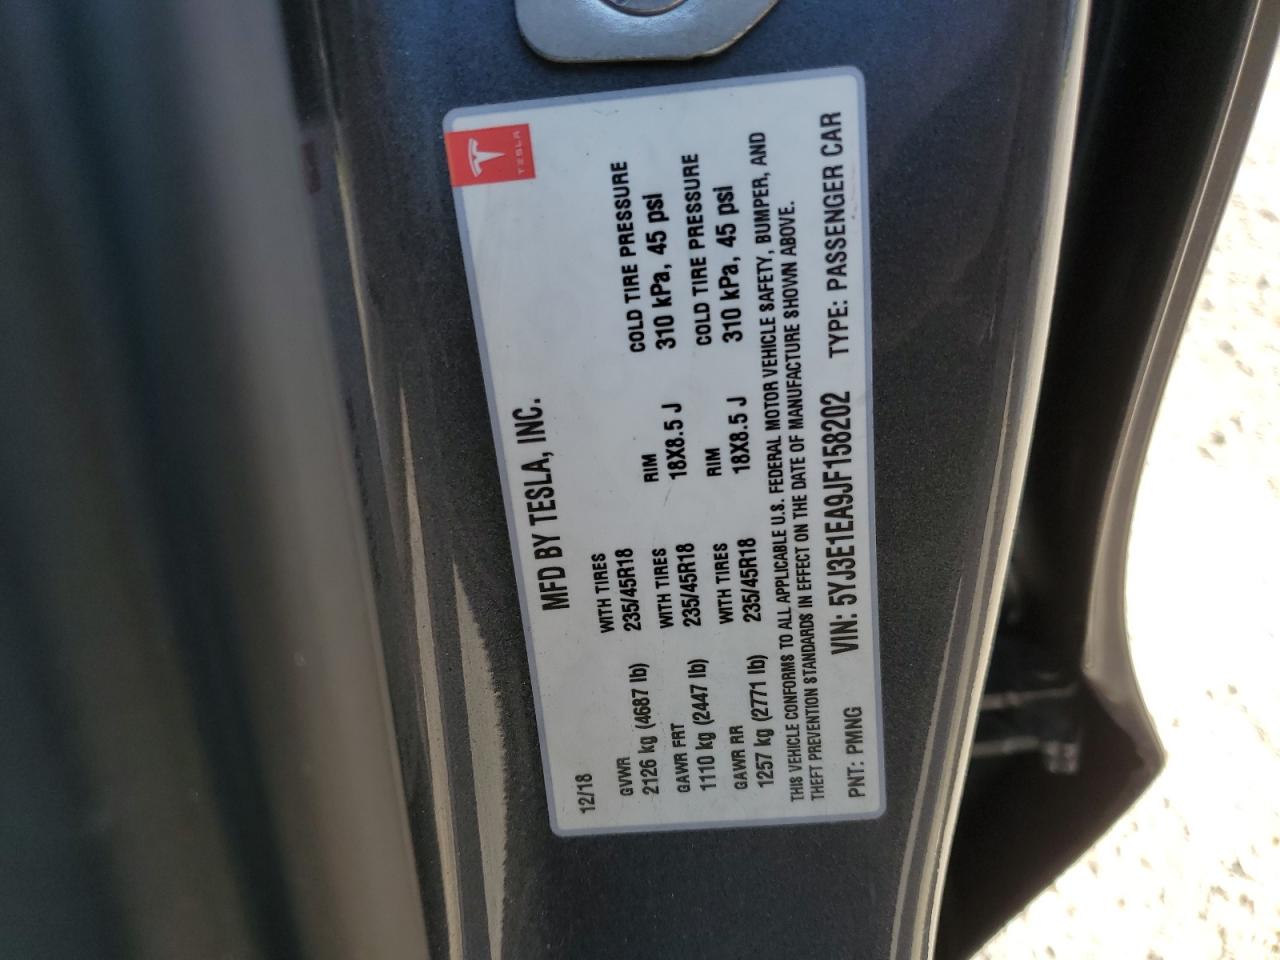 TESLA
MFD BY TESLA, INC.
12/18
GVWR WITH TIRES RIM COLD TIRE PRESSURE
2126 kg (4687 lb) 235/45R18
GAWR FRT WITH TIRES RIM COLD TIRE PRESSURE
1110 kg (2447 lb) 235/45R18 18X8.5 J 310 kPa, 45 psi
GAWR RR WITH TIRES RIM COLD TIRE PRESSURE
1257 kg (2771 lb) 235/45R18 18X8.5 J 310 kPa, 45 psi
THIS VEHICLE CONFORMS TO ALL APPLICABLE U.S. FEDERAL MOTOR VEHICLE SAFETY, BUMPER, AND
THEFT PREVENTION STANDARDS IN EFFECT ON THE DATE OF MANUFACTURE SHOWN ABOVE.
PNT: PMNG VIN: 5YJ3E1EA9JF158202 TYPE: PASSENGER CAR